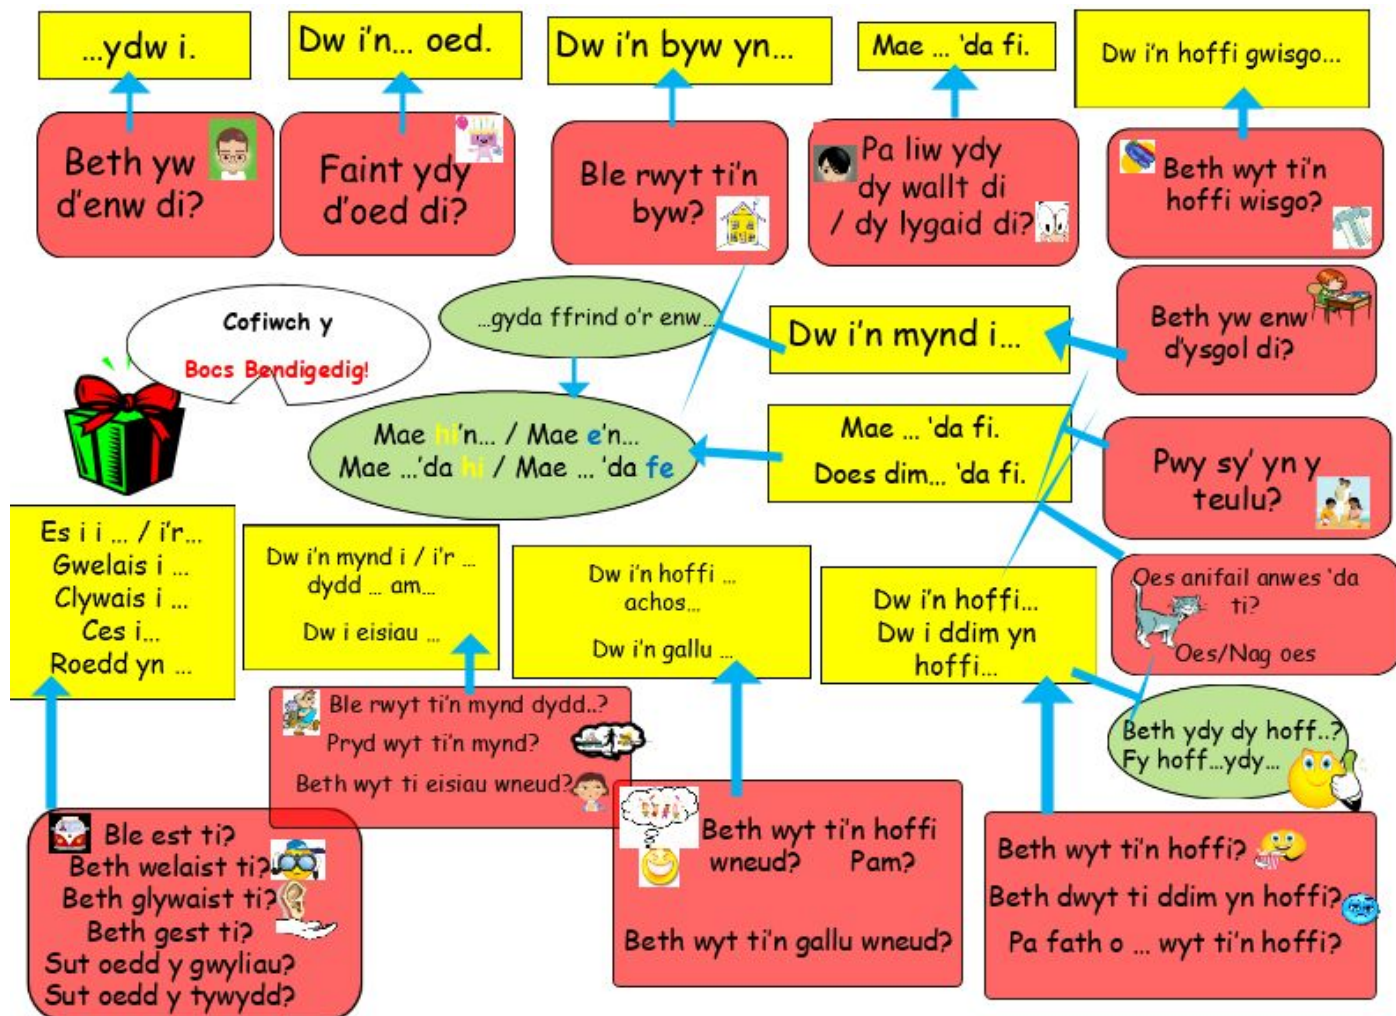 ...ydw i.
Dw i'n... oed.
Dw i'n byw yn...
Mae ... 'da fi.
Dw i'n hoffi gwisgo...
Beth yw
d'enw di?
Faint ydy
d'oed di?
Ble rwyt ti'n
byw?
Pa liw ydy
dy wallt di
/ dy lygaid di?
Beth wyt ti'n
hoffi wisgo?
Cofiwch y
Bocs Bendigedig!
...gyda ffrind o'r enw...
Dw i'n mynd i...
Beth yw enw
d'ysgol di?
Mae hi'n... / Mae e'n...
Mae ...'da hi / Mae ... 'da fe
Mae ... 'da fi.
Does dim... 'da fi.
Pwy sy' yn y
teulu?
Es i i ... / i'r...
Gwelais i ...
Clywais i ...
Ces i...
Roedd yn ...
Dw i'n mynd i / i'r ...
dydd ... am...
Dw i eisiau ...
Dw i'n hoffi ...
achos...
Dw i'n gallu ...
Dw i'n hoffi...
Dw i ddim yn
hoffi...
Oes anifail anwes 'da
ti?
Oes/Nag oes
Ble rwyt ti'n mynd dydd..?
Pryd wyt ti'n mynd?
Beth wyt ti eisiau wneud?
Beth ydy dy hoff..?
Fy hoff...ydy...
Ble est ti?
Beth welaist ti?
Beth glywaist ti?
Beth gest ti?
Sut oedd y gwyliau?
Sut oedd y tywydd?
Beth wyt ti'n hoffi
wneud? Pam?
Beth wyt ti'n gallu wneud?
Beth wyt ti'n hoffi?
Beth dwyt ti ddim yn hoffi?
Pa fath o ... wyt ti'n hoffi?